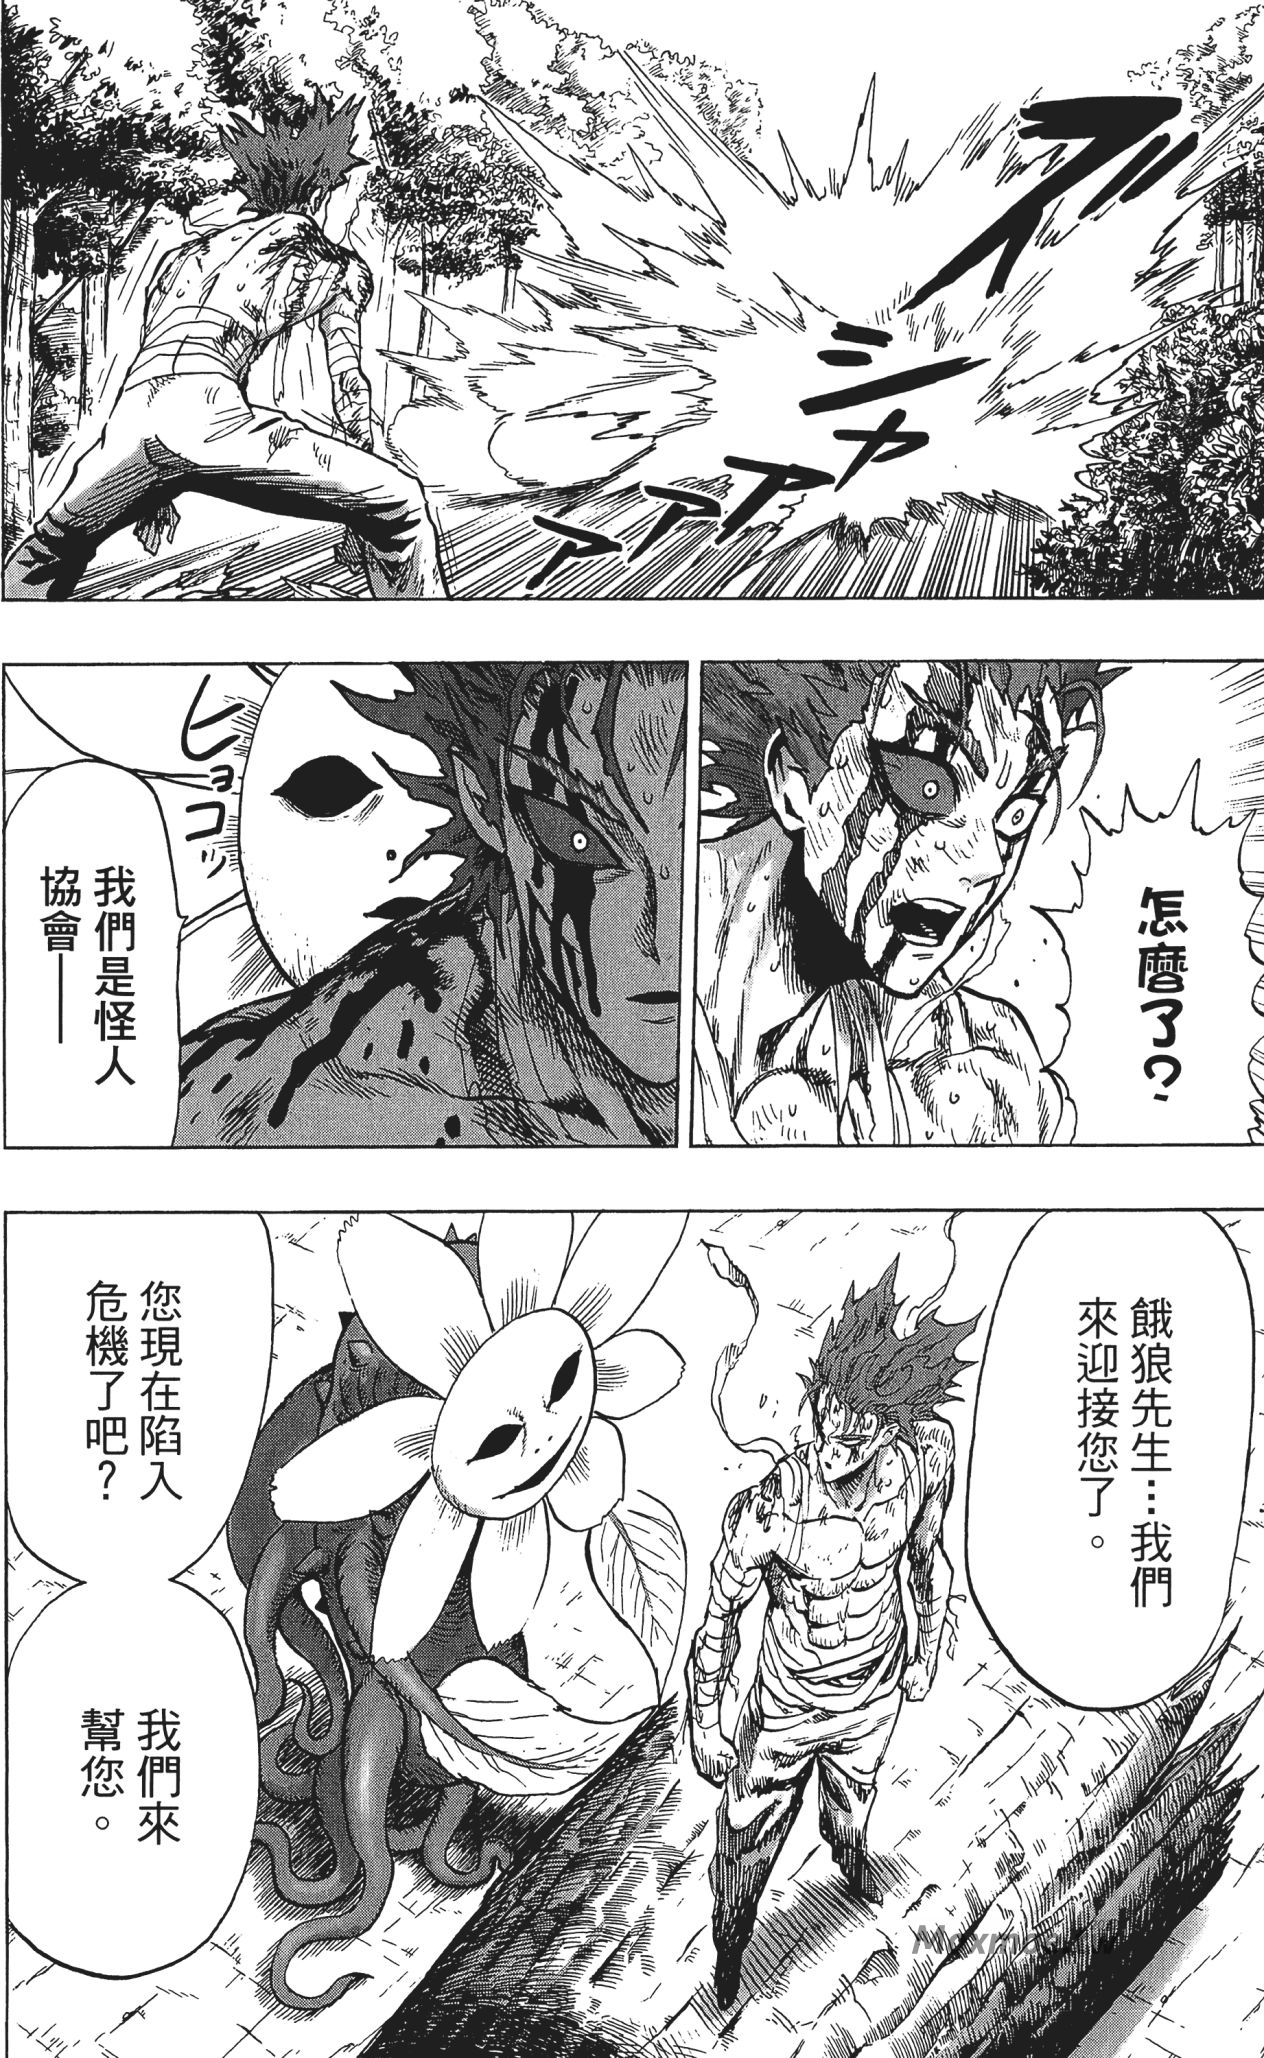 ブシャアアア
怎麼了?
ヒョコッ
我們是怪人
協會——
餓狼先生…我們
來迎接您了。
您現在陷入
危機了吧?
我們來
幫您。